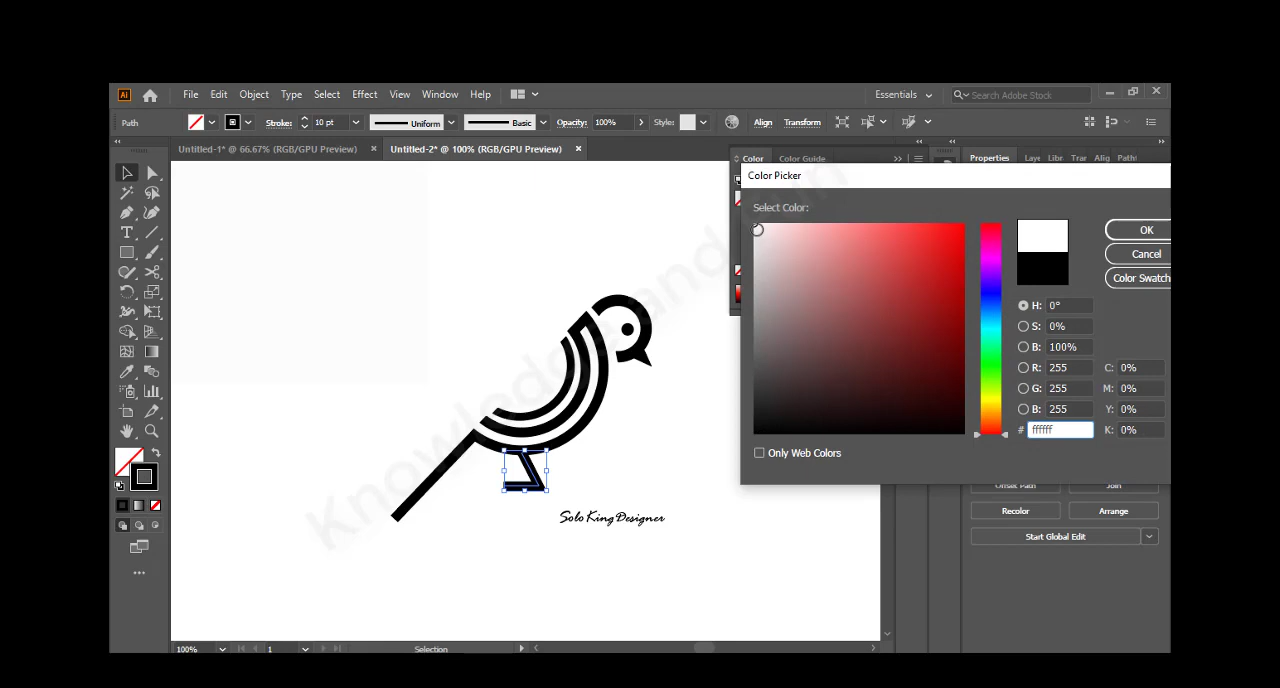 Ai File Edit Object Type Select Effect View Window Help Essentials Search Adobe Stock
Path Stroke: 10 pt Uniform Basic Opacity: 100% Style: Align Transform
Untitled-1* @ 66.67% (RGB/GPU Preview) × Untitled-2* @ 100% (RGB/GPU Preview) ×
Color Color Guide Properties Laye Libr Tran Alig Pathf
Color Picker
Select Color:
OK
Cancel
Color Swatch
H: 0°
S: 0%
B: 100%
R: 255 C: 0%
G: 255 M: 0%
B: 255 Y: 0%
# ffffff K: 0%
Only Web Colors
Offset Path Join
Recolor Arrange
Start Global Edit
Solo King Designer
100% 1 Selection